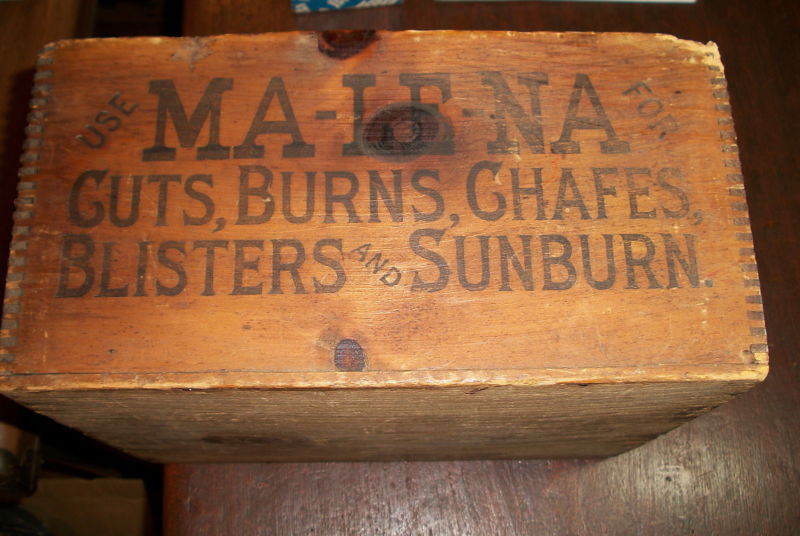 USE MA-LE-NA FOR
CUTS, BURNS, CHAFES,
BLISTERS AND SUNBURN.